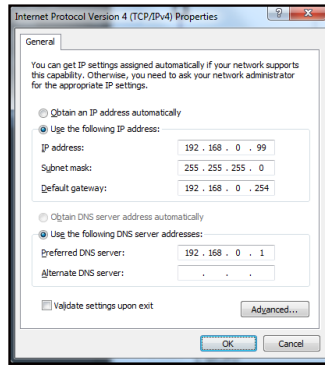 Internet Protocol Version 4 (TCP/IPv4) Properties
General
You can get IP settings assigned automatically if your network supports
this capability. Otherwise, you need to ask your network administrator
for the appropriate IP settings.
Obtain an IP address automatically
Use the following IP address:
IP address: 192 . 168 . 0 . 99
Subnet mask: 255 . 255 . 255 . 0
Default gateway: 192 . 168 . 0 . 254
Obtain DNS server address automatically
Use the following DNS server addresses:
Preferred DNS server: 192 . 168 . 0 . 1
Alternate DNS server: . . .
Validate settings upon exit
Advanced...
OK Cancel